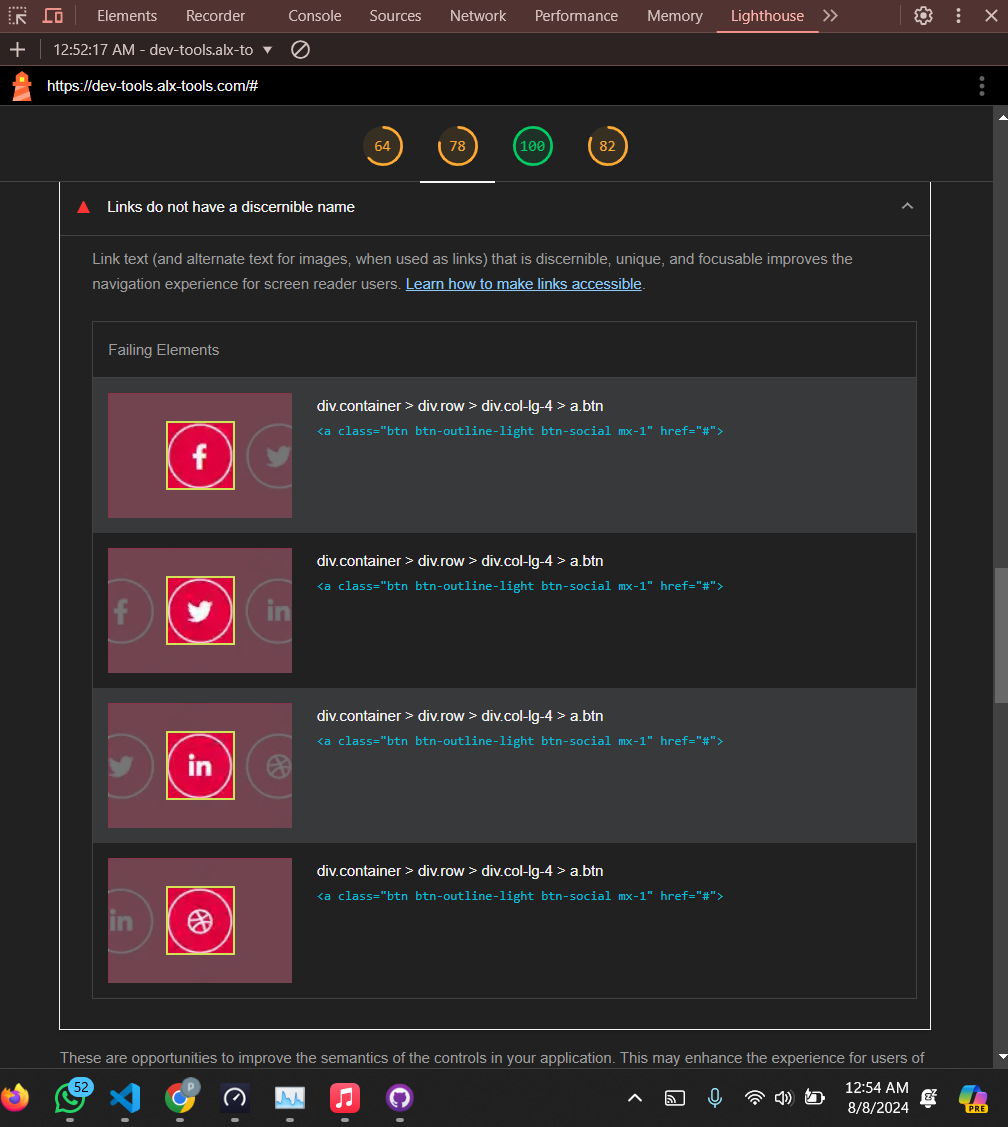 Elements Recorder Console Sources Network Performance Memory Lighthouse
12:52:17 AM - dev-tools.alx-to
https://dev-tools.alx-tools.com/#
64 78 100 82
Links do not have a discernible name
Link text (and alternate text for images, when used as links) that is discernible, unique, and focusable improves the
navigation experience for screen reader users. Learn how to make links accessible.
Failing Elements
div.container > div.row > div.col-lg-4 > a.btn
<a class="btn btn-outline-light btn-social mx-1" href="#">
f
div.container > div.row > div.col-lg-4 > a.btn
<a class="btn btn-outline-light btn-social mx-1" href="#">
f in
div.container > div.row > div.col-lg-4 > a.btn
<a class="btn btn-outline-light btn-social mx-1" href="#">
in
div.container > div.row > div.col-lg-4 > a.btn
<a class="btn btn-outline-light btn-social mx-1" href="#">
in
These are opportunities to improve the semantics of the controls in your application. This may enhance the experience for users of
52
P
12:54 AM
8/8/2024
PRE